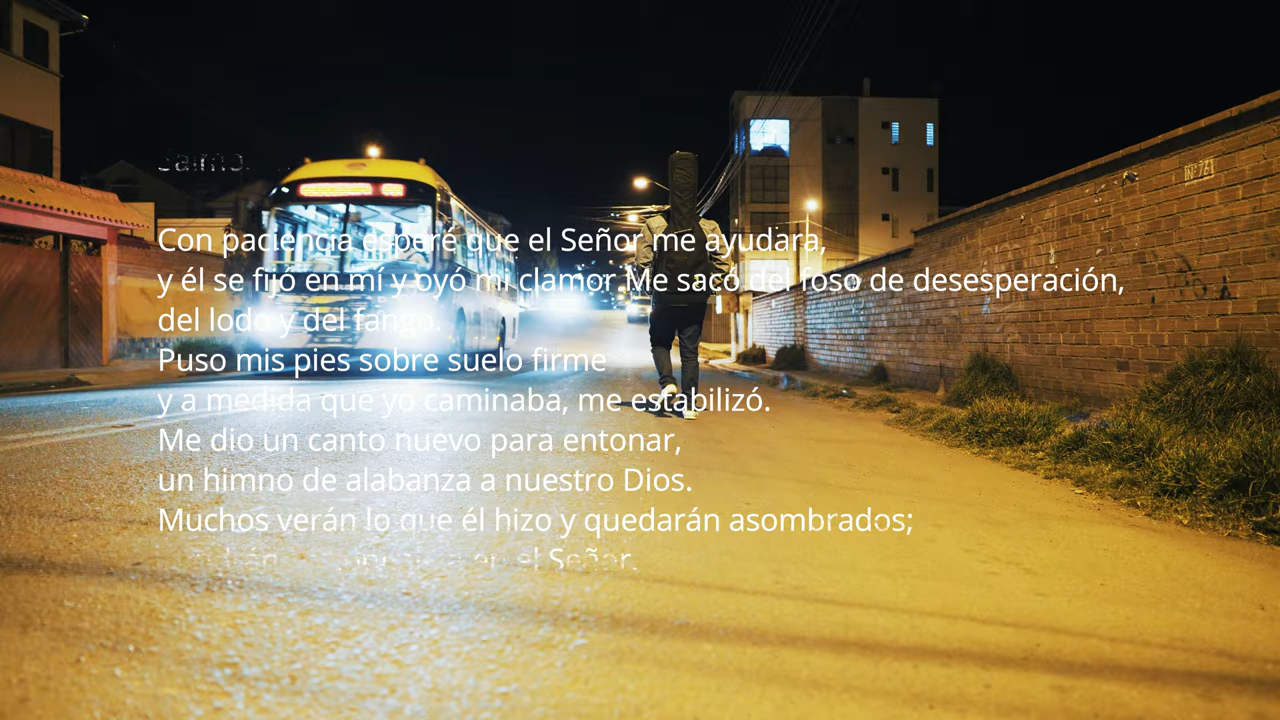 Con paciencia esperé que el Señor me ayudara,
y él se fijó en mí y oyó mi clamor.Me sacó del foso de desesperación,
del lodo y del fango.
Puso mis pies sobre suelo firme
y a medida que yo caminaba, me estabilizó.
Me dio un canto nuevo para entonar,
un himno de alabanza a nuestro Dios.
Muchos verán lo que él hizo y quedarán asombrados;
en el Señor.